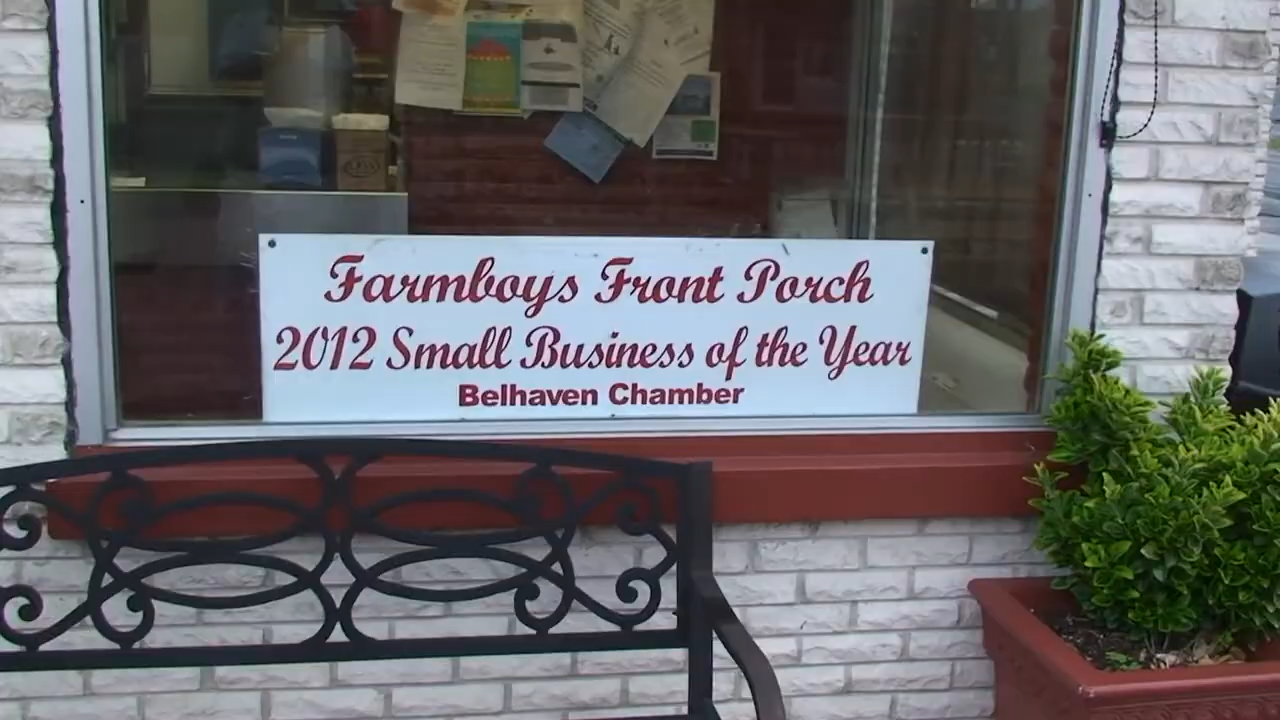 Farmboys Front Porch
2012 Small Business of the Year
Belhaven Chamber